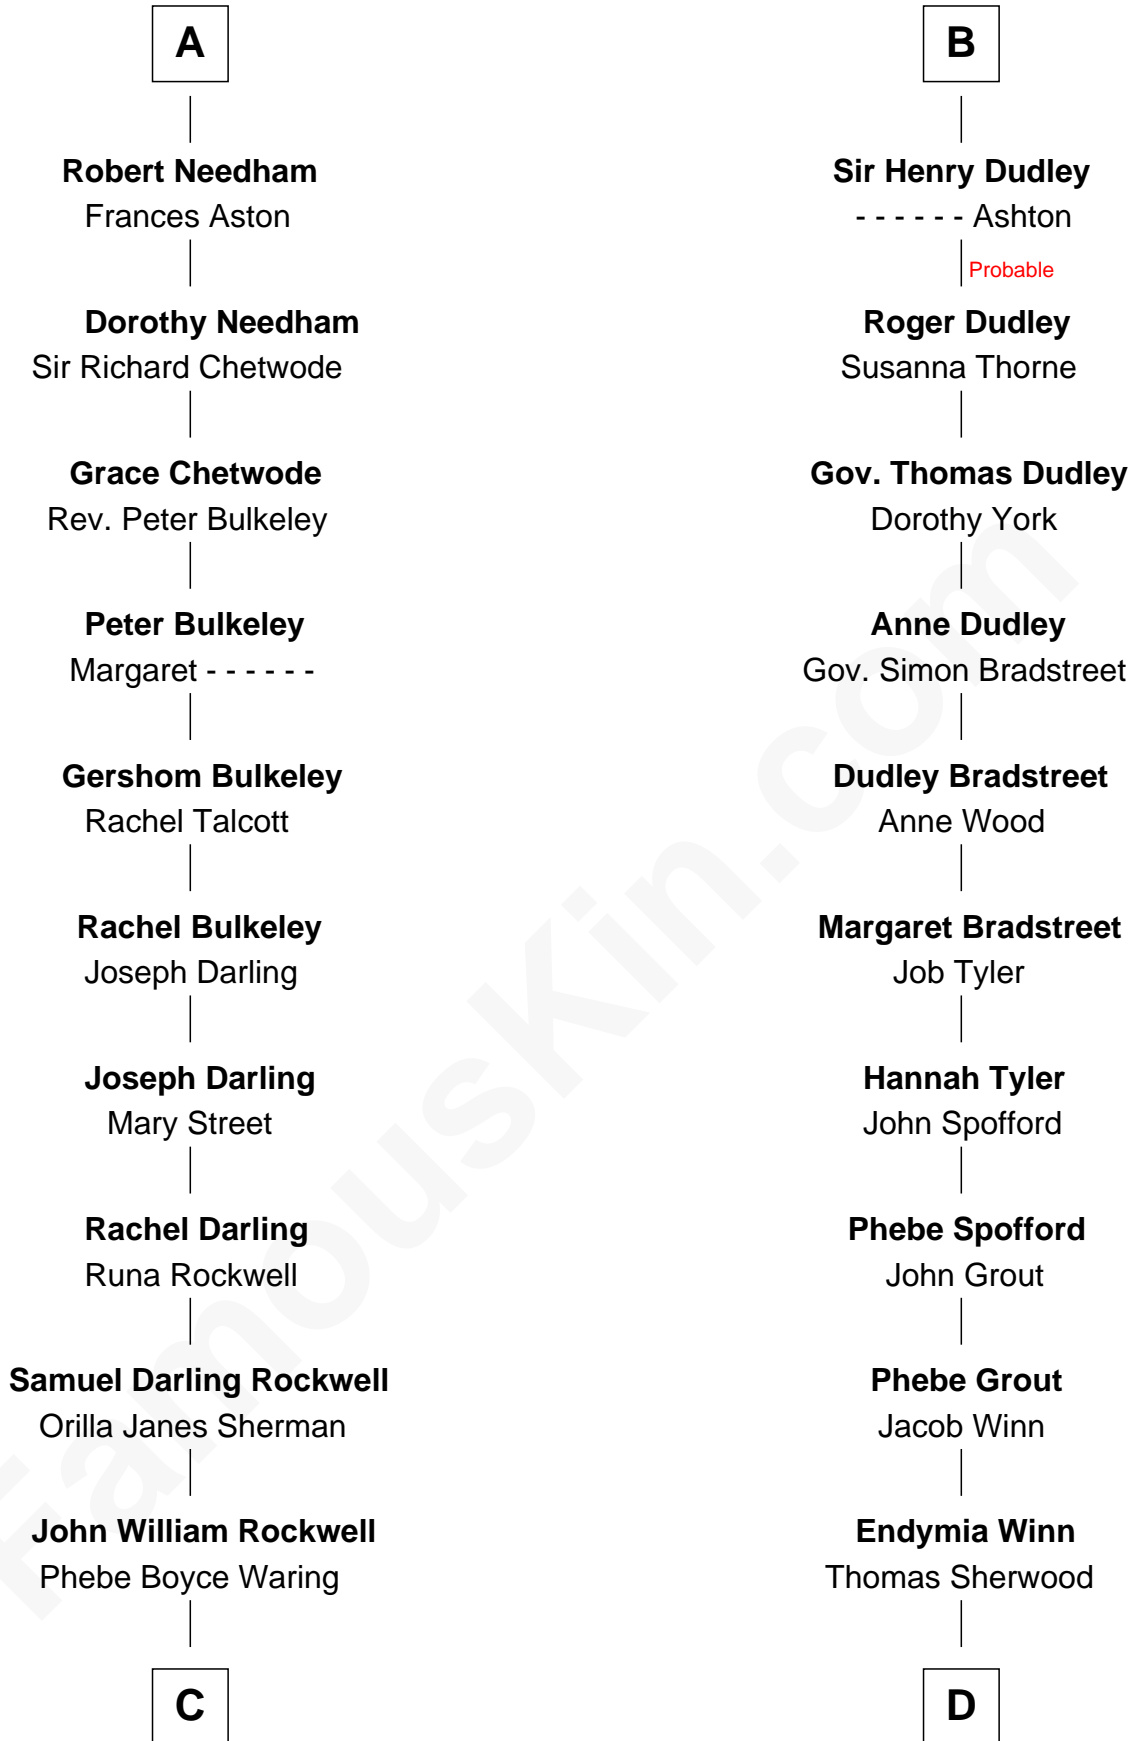 A
Robert Needham
Frances Aston
Dorothy Needham
Sir Richard Chetwode
Grace Chetwode
Rev. Peter Bulkeley
Peter Bulkeley
Margaret - - - - - -
Gershom Bulkeley
Rachel Talcott
Rachel Bulkeley
Joseph Darling
Joseph Darling
Mary Street
Rachel Darling
Runa Rockwell
Samuel Darling Rockwell
Orilla Janes Sherman
John William Rockwell
Phebe Boyce Waring
C
B
Sir Henry Dudley
- - - - - - Ashton
Probable
Roger Dudley
Susanna Thorne
Gov. Thomas Dudley
Dorothy York
Anne Dudley
Gov. Simon Bradstreet
Dudley Bradstreet
Anne Wood
Margaret Bradstreet
Job Tyler
Hannah Tyler
John Spofford
Phebe Spofford
John Grout
Phebe Grout
Jacob Winn
Endymia Winn
Thomas Sherwood
D
FamousKin.com